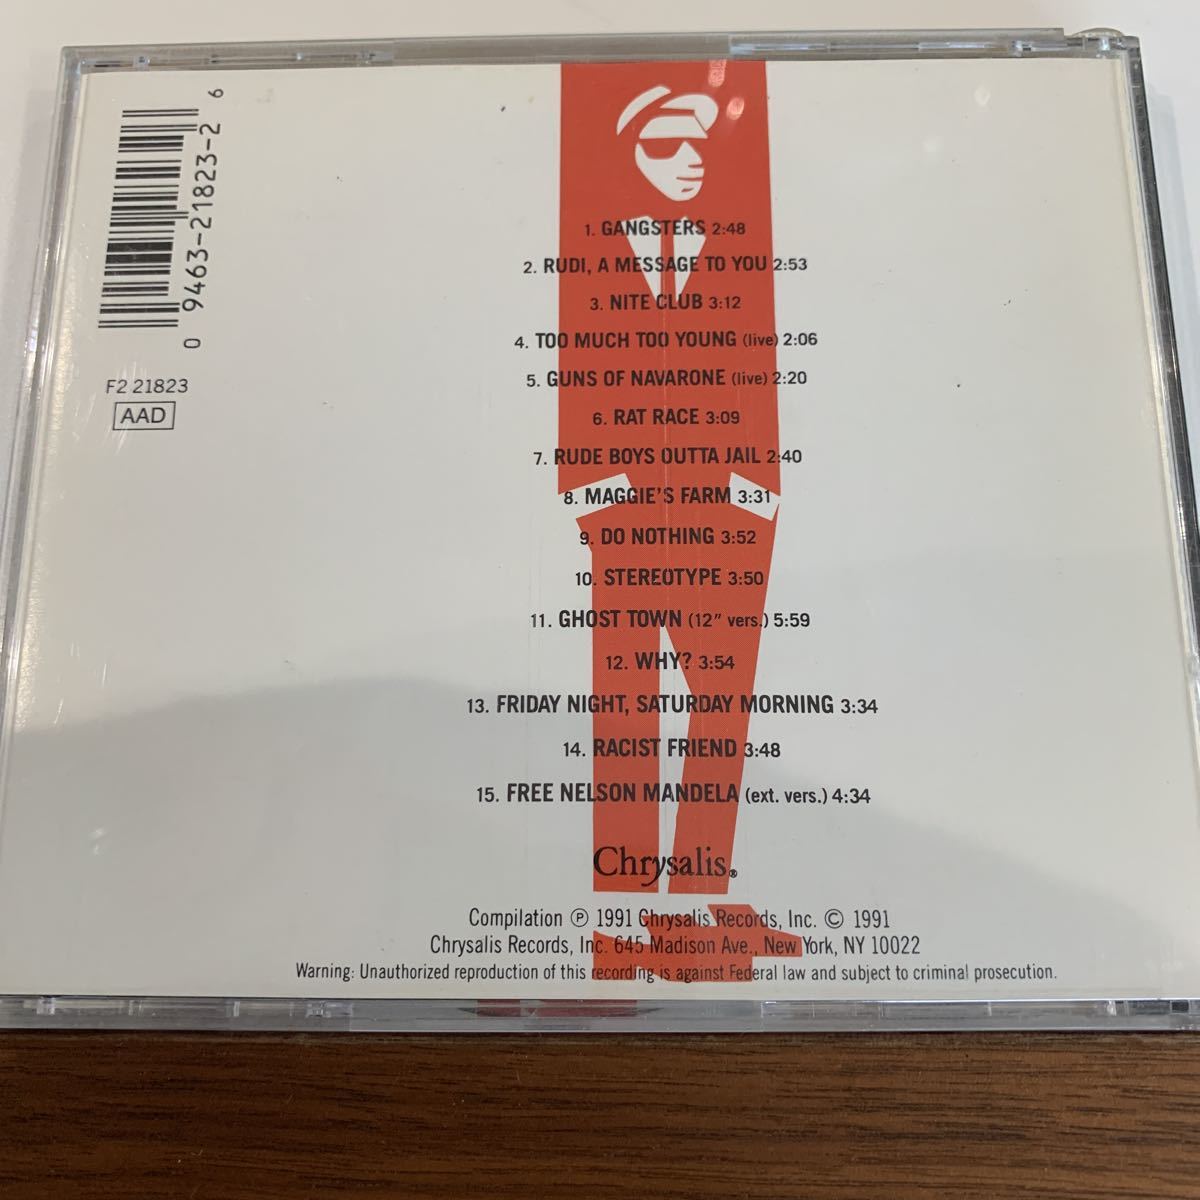 0 9463-21823-2 6
F2 21823
AAD
1. GANGSTERS 2:48
2. RUDI, A MESSAGE TO YOU 2:53
3. NITE CLUB 3:12
4. TOO MUCH TOO YOUNG (live) 2:06
5. GUNS OF NAVARONE (live) 2:20
6. RAT RACE 3:09
7. RUDE BOYS OUTTA JAIL 2:40
8. MAGGIE'S FARM 3:31
9. DO NOTHING 3:52
10. STEREOTYPE 3:50
11. GHOST TOWN (12" vers.) 5:59
12. WHY? 3:54
13. FRIDAY NIGHT, SATURDAY MORNING 3:34
14. RACIST FRIEND 3:48
15. FREE NELSON MANDELA (ext. vers.) 4:34
Chrysalis®
Compilation ℗ 1991 Chrysalis Records, Inc. © 1991
Chrysalis Records, Inc. 645 Madison Ave., New York, NY 10022
Warning: Unauthorized reproduction of this recording is against Federal law and subject to criminal prosecution.